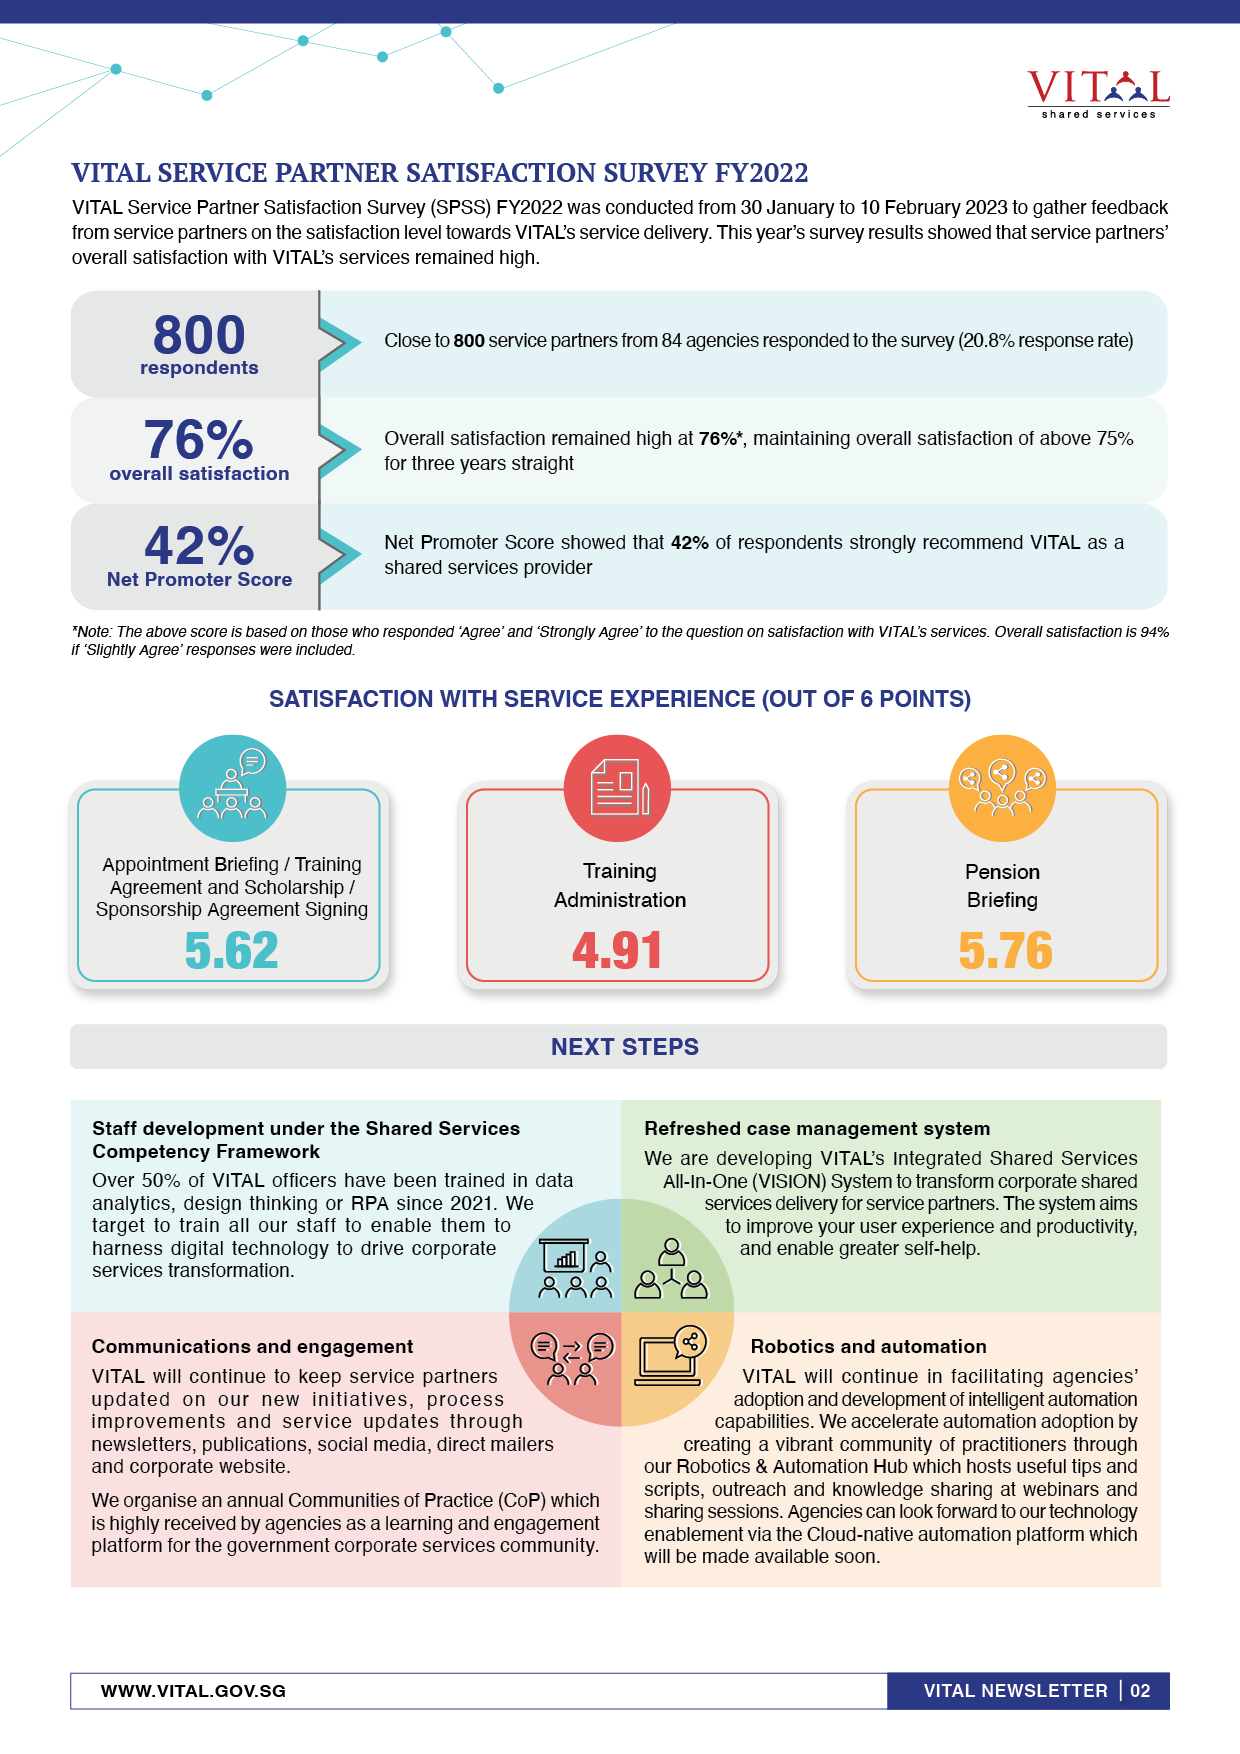 VITAL
shared services
VITAL SERVICE PARTNER SATISFACTION SURVEY FY2022
VITAL Service Partner Satisfaction Survey (SPSS) FY2022 was conducted from 30 January to 10 February 2023 to gather feedback
from service partners on the satisfaction level towards VITAL's service delivery. This year's survey results showed that service partners'
overall satisfaction with VITAL's services remained high.
800
respondents
Close to 800 service partners from 84 agencies responded to the survey (20.8% response rate)
76%
overall satisfaction
Overall satisfaction remained high at 76%*, maintaining overall satisfaction of above 75%
for three years straight
42%
Net Promoter Score
Net Promoter Score showed that 42% of respondents strongly recommend VITAL as a
shared services provider
*Note: The above score is based on those who responded 'Agree' and 'Strongly Agree' to the question on satisfaction with VITAL's services. Overall satisfaction is 94%
if 'Slightly Agree' responses were included.
SATISFACTION WITH SERVICE EXPERIENCE (OUT OF 6 POINTS)
Appointment Briefing / Training
Agreement and Scholarship /
Sponsorship Agreement Signing
5.62
Training
Administration
4.91
Pension
Briefing
5.76
NEXT STEPS
Staff development under the Shared Services
Competency Framework
Over 50% of VITAL officers have been trained in data
analytics, design thinking or RPA since 2021. We
target to train all our staff to enable them to
harness digital technology to drive corporate
services transformation.
Refreshed case management system
We are developing VITAL's Integrated Shared Services
All-In-One (VISION) System to transform corporate shared
services delivery for service partners. The system aims
to improve your user experience and productivity,
and enable greater self-help.
Communications and engagement
VITAL will continue to keep service partners
updated on our new initiatives, process
improvements and service updates through
newsletters, publications, social media, direct mailers
and corporate website.
We organise an annual Communities of Practice (CoP) which
is highly received by agencies as a learning and engagement
platform for the government corporate services community.
Robotics and automation
VITAL will continue in facilitating agencies'
adoption and development of intelligent automation
capabilities. We accelerate automation adoption by
creating a vibrant community of practitioners through
our Robotics & Automation Hub which hosts useful tips and
scripts, outreach and knowledge sharing at webinars and
sharing sessions. Agencies can look forward to our technology
enablement via the Cloud-native automation platform which
will be made available soon.
WWW.VITAL.GOV.SG
VITAL NEWSLETTER | 02